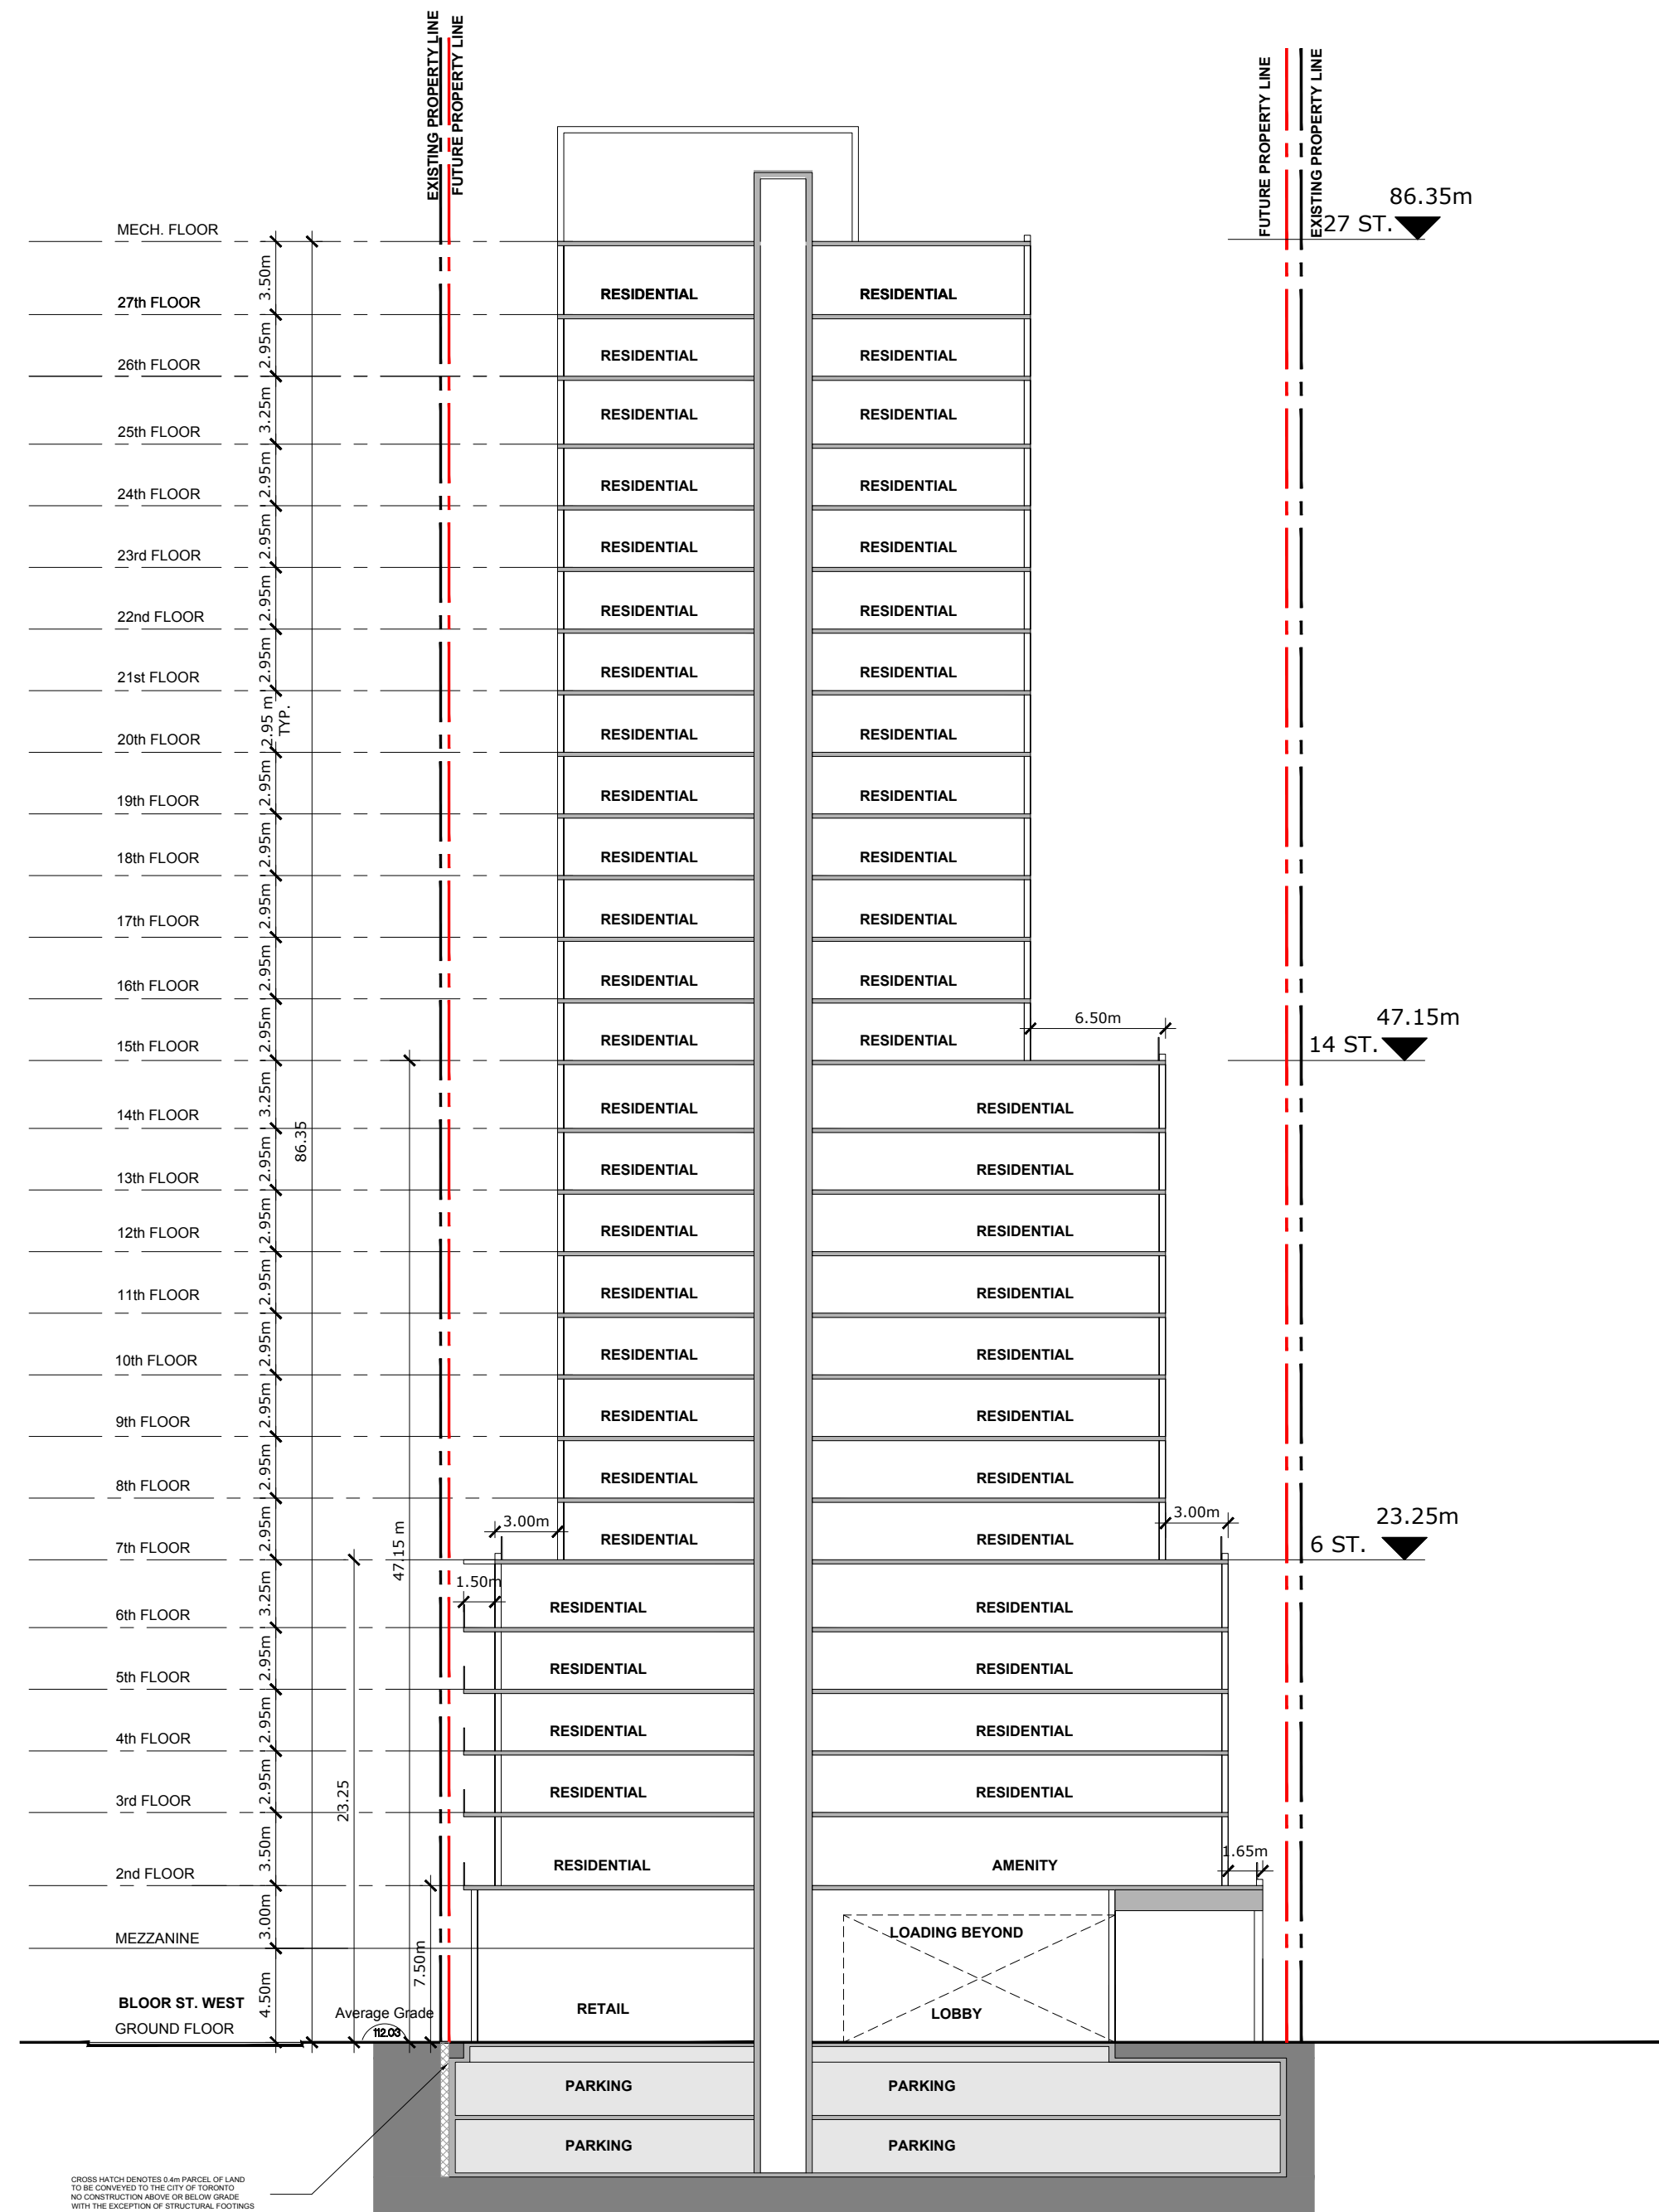 EXISTING PROPERTY LINE
FUTURE PROPERTY LINE
FUTURE PROPERTY LINE
EXISTING PROPERTY LINE
86.35m
27 ST.
MECH. FLOOR
3.50m
27th FLOOR
RESIDENTIAL RESIDENTIAL
2.95m
26th FLOOR
RESIDENTIAL RESIDENTIAL
3.25m
25th FLOOR
RESIDENTIAL RESIDENTIAL
2.95m
24th FLOOR
RESIDENTIAL RESIDENTIAL
2.95m
23rd FLOOR
RESIDENTIAL RESIDENTIAL
2.95m
22nd FLOOR
RESIDENTIAL RESIDENTIAL
2.95m
21st FLOOR
RESIDENTIAL RESIDENTIAL
2.95 m
TYP.
20th FLOOR
RESIDENTIAL RESIDENTIAL
2.95m
19th FLOOR
RESIDENTIAL RESIDENTIAL
2.95m
18th FLOOR
RESIDENTIAL RESIDENTIAL
2.95m
17th FLOOR
RESIDENTIAL RESIDENTIAL
2.95m
16th FLOOR
RESIDENTIAL RESIDENTIAL
6.50m
47.15m
14 ST.
2.95m
15th FLOOR
RESIDENTIAL RESIDENTIAL
3.25m
14th FLOOR
RESIDENTIAL RESIDENTIAL
86.35
2.95m
13th FLOOR
RESIDENTIAL RESIDENTIAL
2.95m
12th FLOOR
RESIDENTIAL RESIDENTIAL
2.95m
11th FLOOR
RESIDENTIAL RESIDENTIAL
2.95m
10th FLOOR
RESIDENTIAL RESIDENTIAL
2.95m
9th FLOOR
RESIDENTIAL RESIDENTIAL
2.95m
8th FLOOR
RESIDENTIAL RESIDENTIAL
3.00m
3.00m
23.25m
6 ST.
2.95m
7th FLOOR
47.15 m
RESIDENTIAL RESIDENTIAL
1.50m
3.25m
6th FLOOR
RESIDENTIAL RESIDENTIAL
2.95m
5th FLOOR
RESIDENTIAL RESIDENTIAL
2.95m
4th FLOOR
RESIDENTIAL RESIDENTIAL
2.95m
3rd FLOOR
23.25
RESIDENTIAL RESIDENTIAL
3.50m
2nd FLOOR
RESIDENTIAL AMENITY
1.65m
3.00m
MEZZANINE
7.50m
LOADING BEYOND
4.50m
BLOOR ST. WEST
GROUND FLOOR
Average Grade
112.03
RETAIL LOBBY
PARKING PARKING
PARKING PARKING
CROSS HATCH DENOTES 0.4m PARCEL OF LAND
TO BE CONVEYED TO THE CITY OF TORONTO
NO CONSTRUCTION ABOVE OR BELOW GRADE
WITH THE EXCEPTION OF STRUCTURAL FOOTINGS